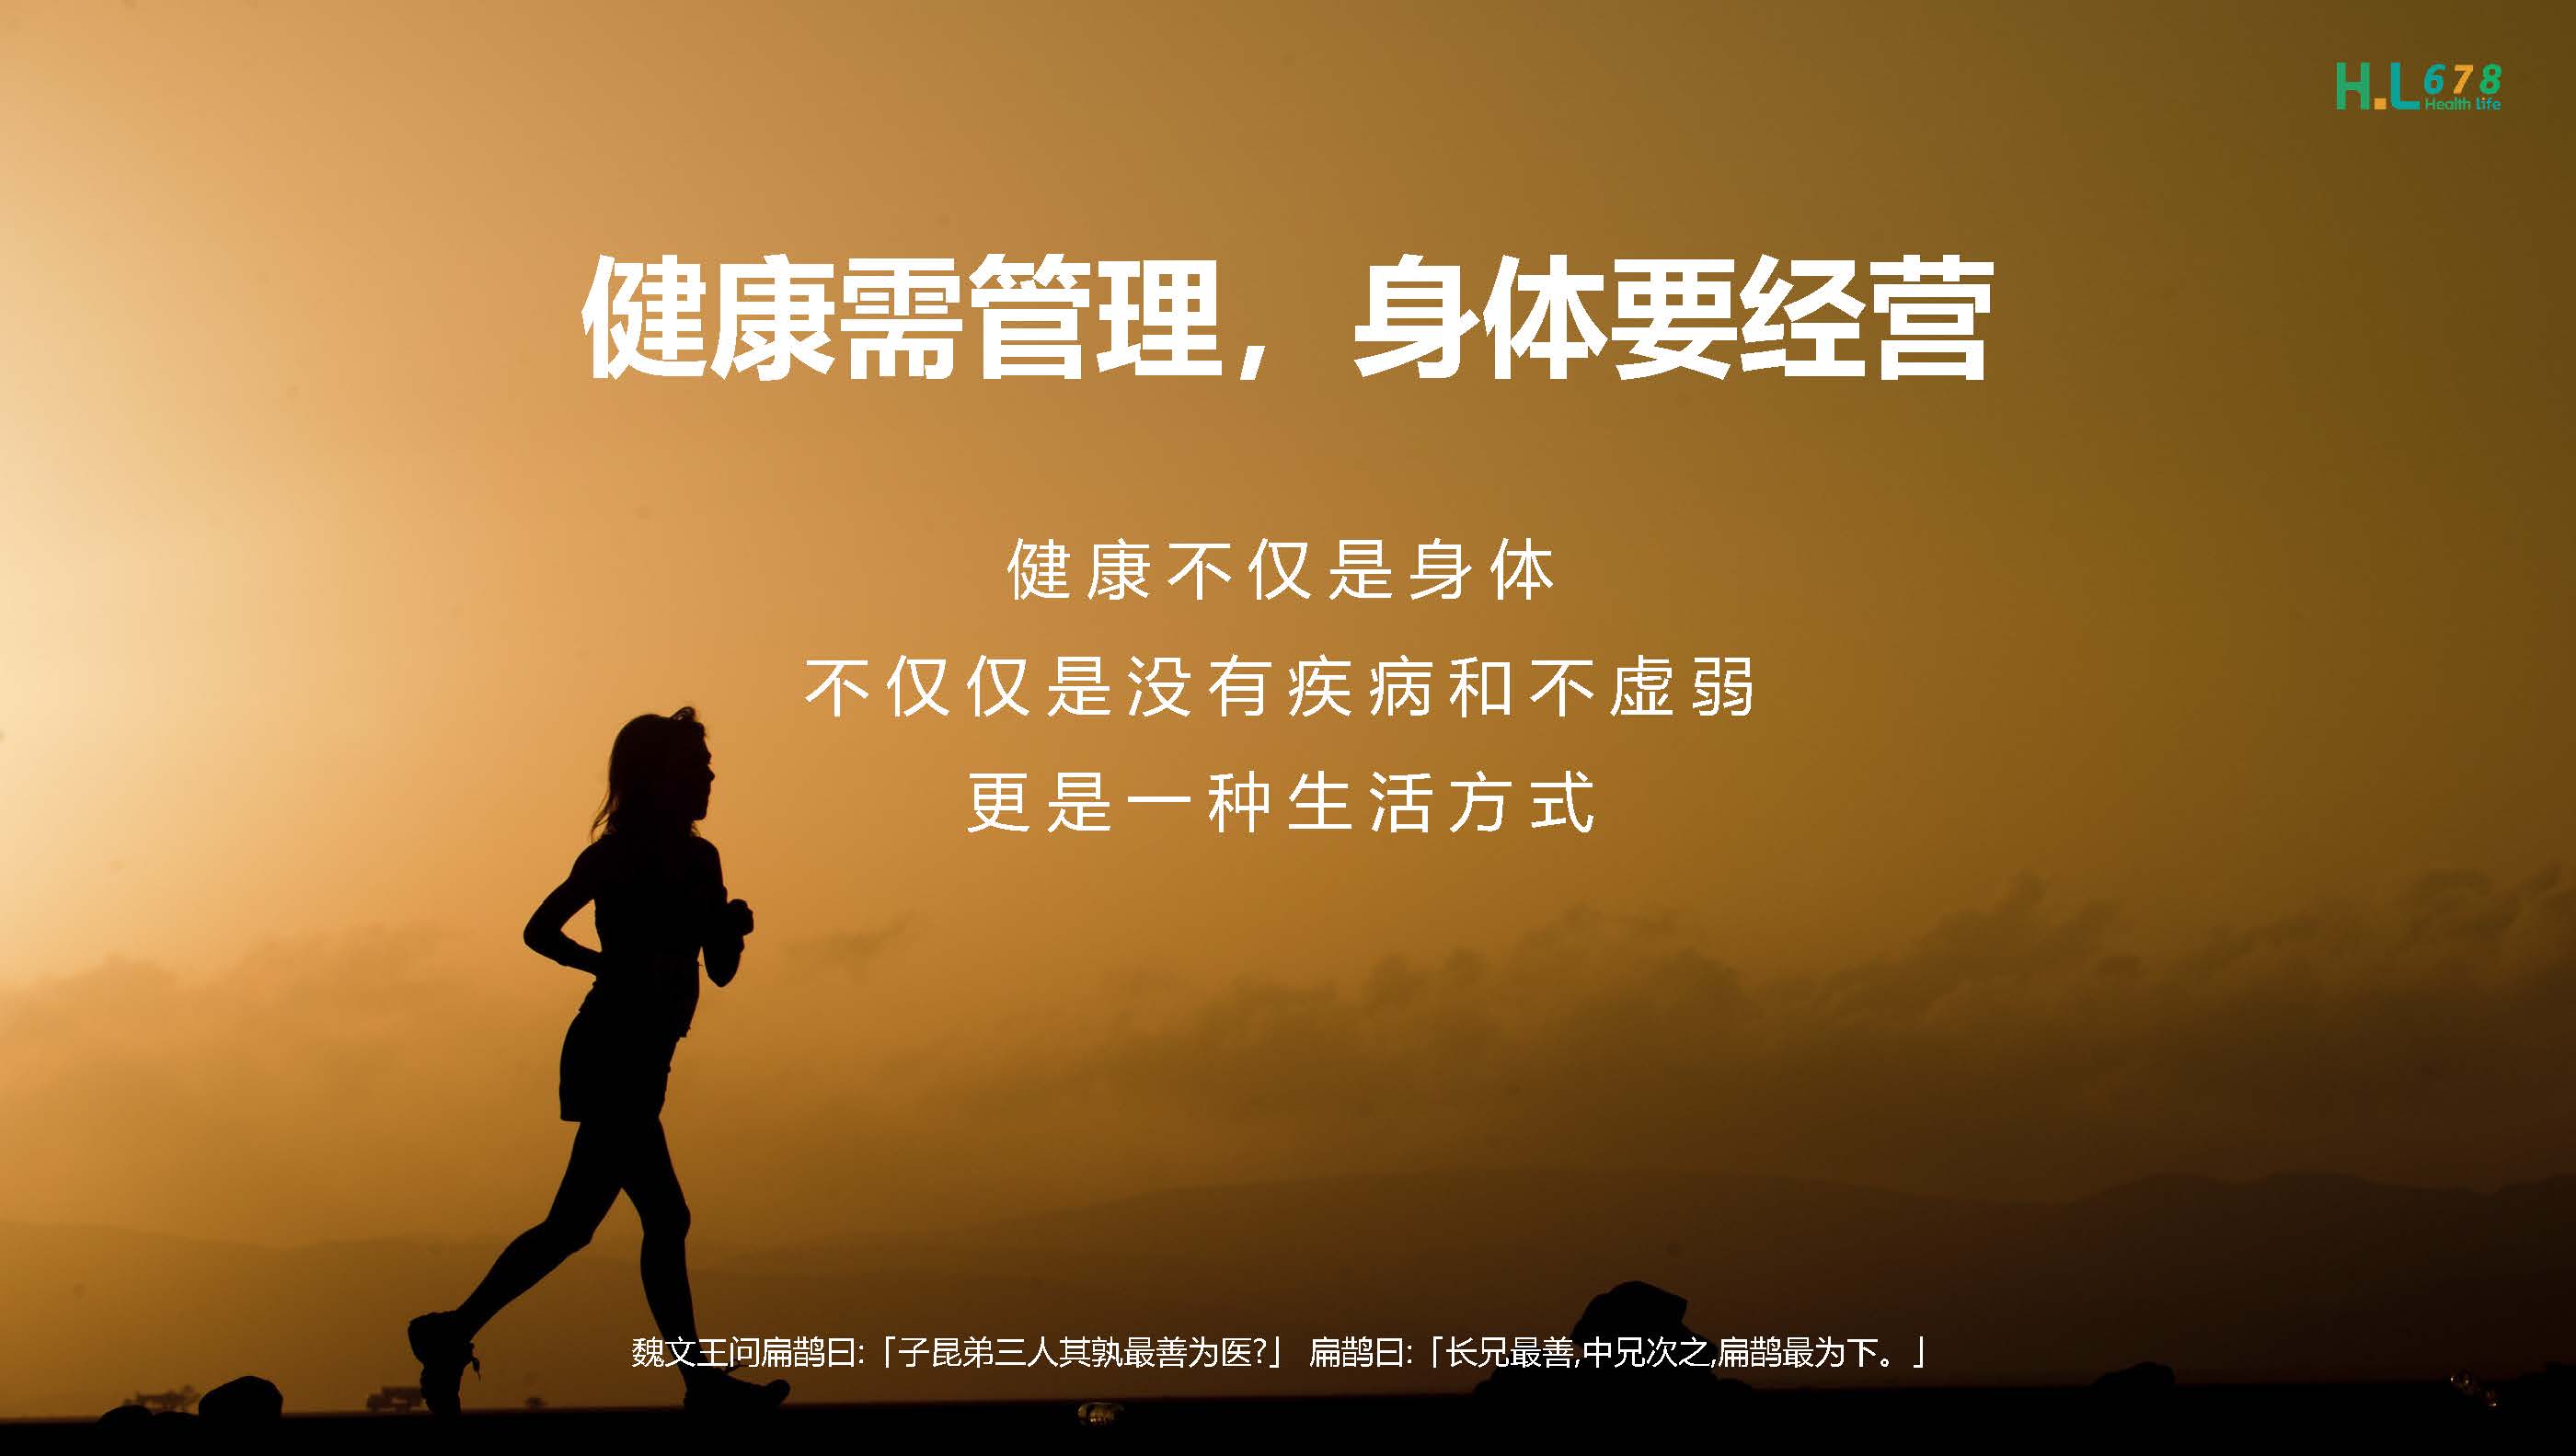 H.L 678
Health Life
健康需管理，身体要经营
健康不仅是身体
不仅仅是没有疾病和不虚弱
更是一种生活方式
魏文王问扁鹊曰:「子昆弟三人其孰最善为医?」 扁鹊曰:「长兄最善,中兄次之,扁鹊最为下。」